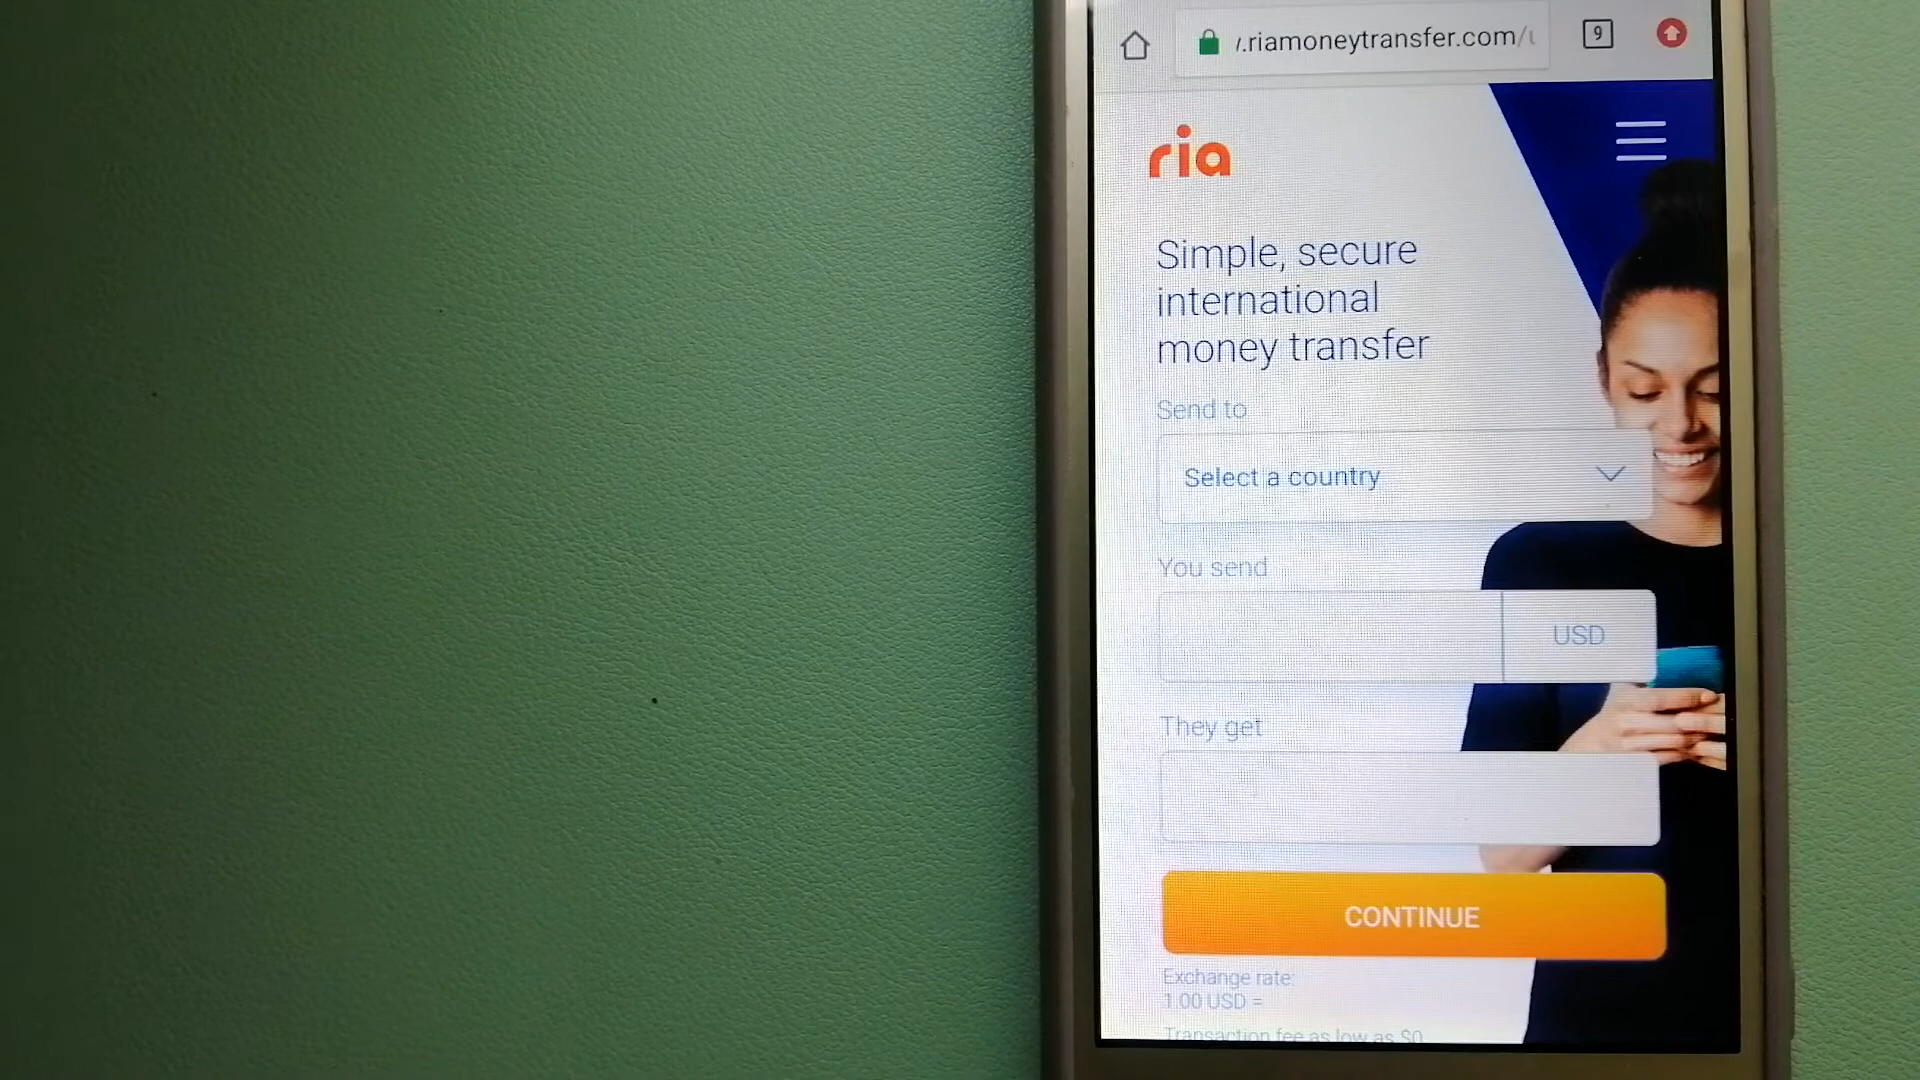 9
.riamoneytransfer.com/
ria
Simple, secure
international
money transfer
Send to
Select a country
You send
USD
They get
CONTINUE
Exchange rate:
1.00 USD =
Transaction fee as low as $0